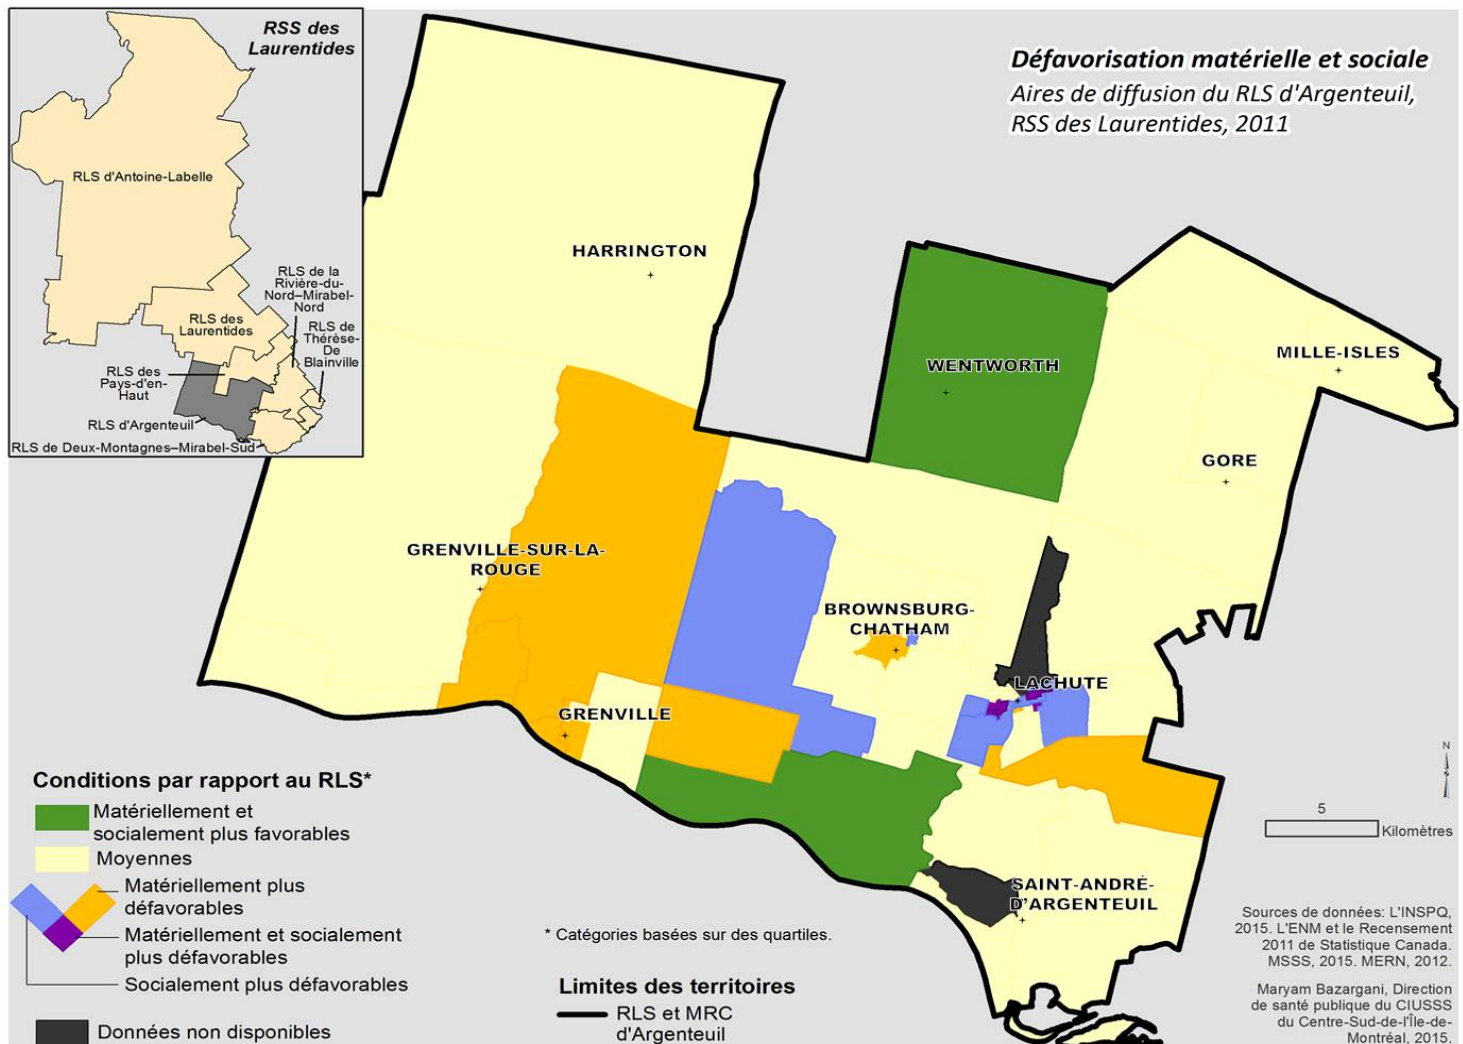 RSS des
Laurentides
RLS d'Antoine-Labelle
RLS de la
Rivière-du-
Nord–Mirabel-
Nord
RLS des
Laurentides
RLS de
Thérèse-
De
Blainville
RLS des
Pays-d'en-
Haut
RLS d'Argenteuil
RLS de Deux-Montagnes–Mirabel-Sud
Défavorisation matérielle et sociale
Aires de diffusion du RLS d'Argenteuil,
RSS des Laurentides, 2011
HARRINGTON
WENTWORTH
MILLE-ISLES
GORE
GRENVILLE-SUR-LA-
ROUGE
BROWNSBURG-
CHATHAM
LACHUTE
GRENVILLE
SAINT-ANDRÉ-
D'ARGENTEUIL
N
5
Kilomètres
Conditions par rapport au RLS*
Matériellement et
socialement plus favorables
Moyennes
Matériellement plus
défavorables
Matériellement et socialement
plus défavorables
Socialement plus défavorables
Données non disponibles
* Catégories basées sur des quartiles.
Limites des territoires
RLS et MRC
d'Argenteuil
Sources de données: L'INSPQ,
2015. L'ENM et le Recensement
2011 de Statistique Canada.
MSSS, 2015. MERN, 2012.
Maryam Bazargani, Direction
de santé publique du CIUSSS
du Centre-Sud-de-l'Île-de-
Montréal, 2015.